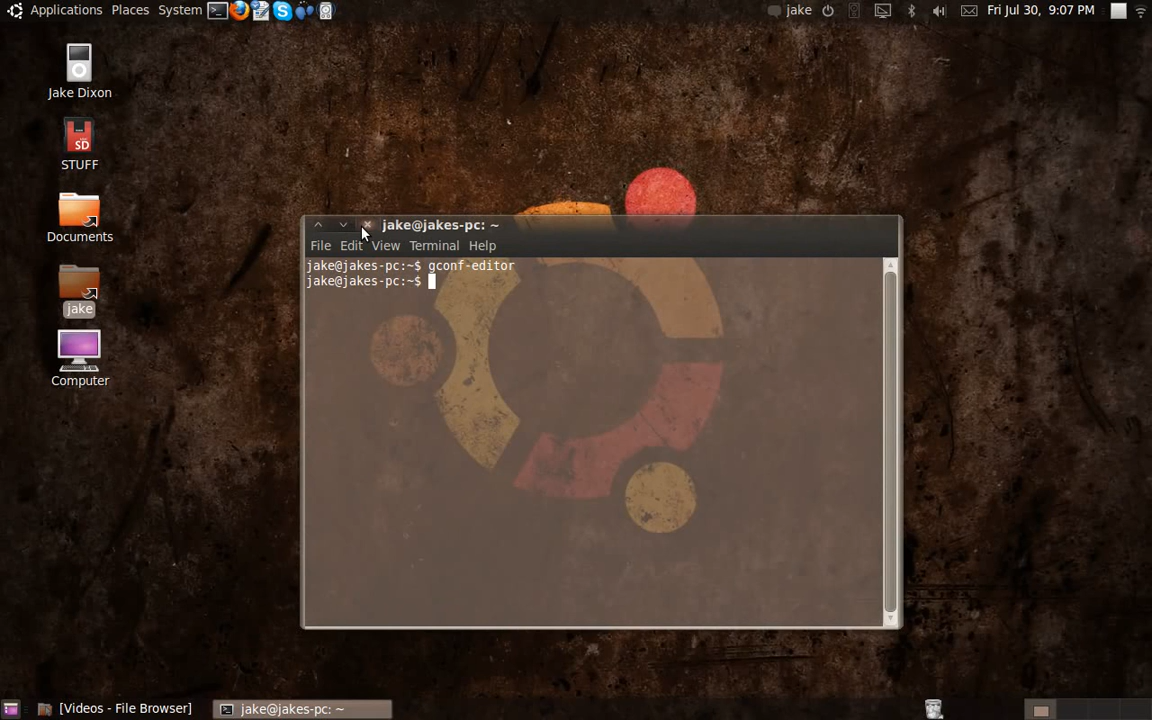 Applications Places System
jake
Fri Jul 30, 9:07 PM
Jake Dixon
SD
STUFF
Documents
jake
Computer
jake@jakes-pc: ~
File Edit View Terminal Help
jake@jakes-pc:~$ gconf-editor
jake@jakes-pc:~$
[Videos - File Browser]
jake@jakes-pc: ~